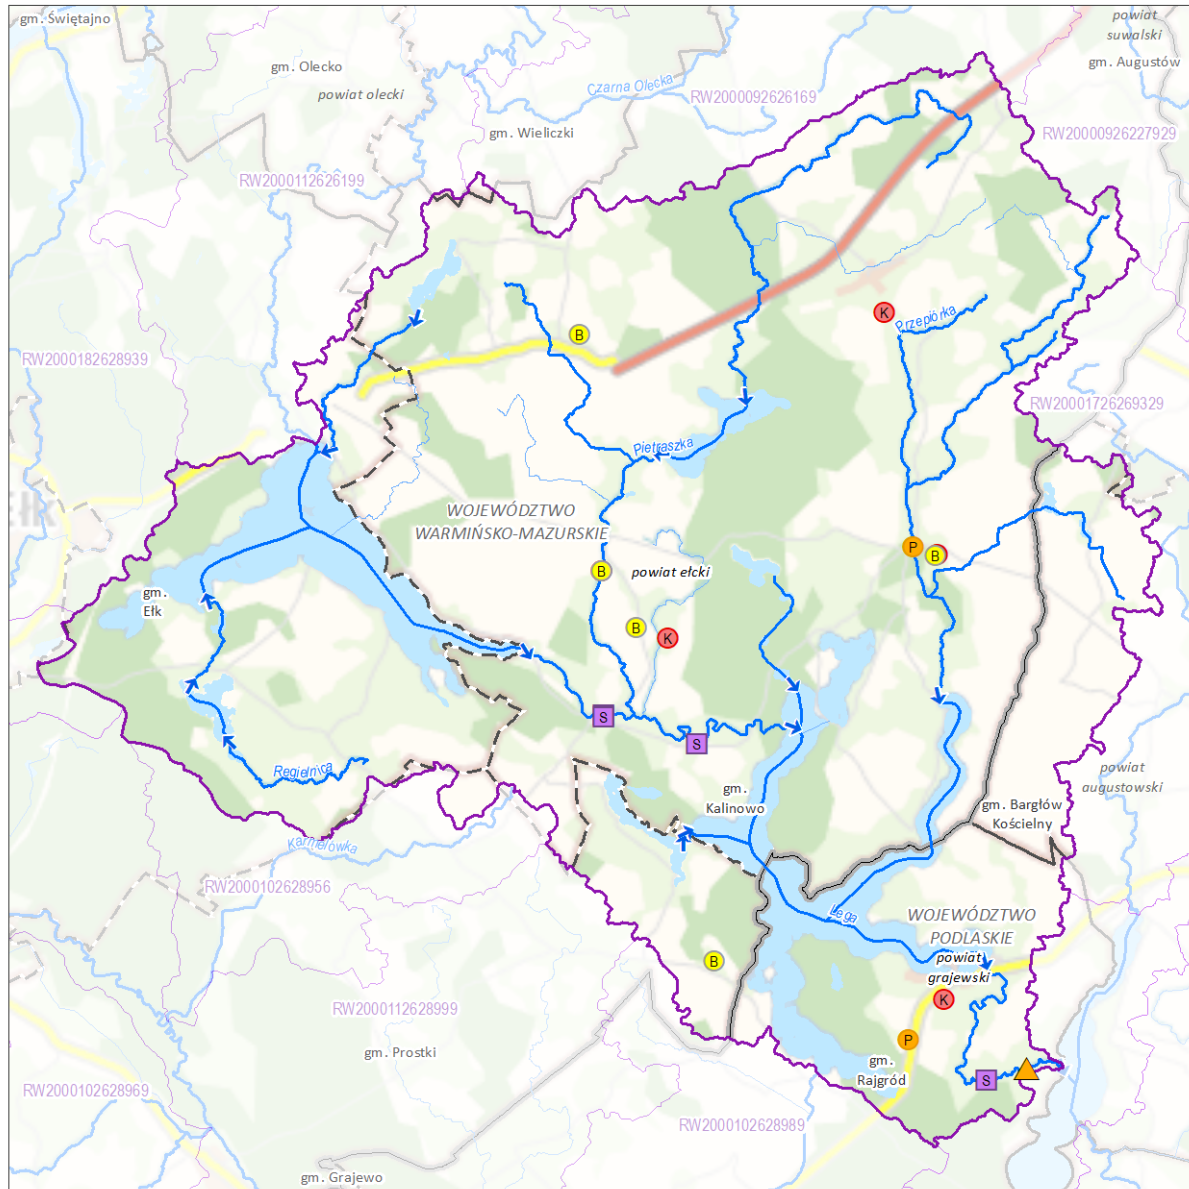 gm. Świętajno
powiat
suwalski
gm. Olecko
gm. Augustów
powiat olecki
Czarna Olecka
RW2000092626169
gm. Wieliczki
RW20000926227929
RW2000112626199
K
Przepiórka
B
RW2000182628939
RW20001726269329
Pietraszka
Ełk
WOJEWÓDZTWO
WARMIŃSKO-MAZURSKIE
P
B
B
powiat ełcki
gm.
Ełk
B
K
S
S
Regielnica
powiat
augustowski
gm.
Kalinowo
gm. Bargłów
Kościelny
Karmelówka
RW2000102628956
Lega
WOJEWÓDZTWO
PODLASKIE
powiat
grajewski
B
K
RW2000112628999
P
gm. Prostki
gm.
Rajgród
S
RW2000102628969
RW2000102628989
gm. Grajewo